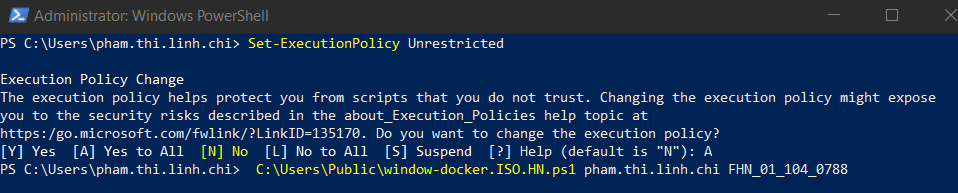 Administrator: Windows PowerShell
PS C:\Users\pham.thi.linh.chi> Set-ExecutionPolicy Unrestricted
Execution Policy Change
The execution policy helps protect you from scripts that you do not trust. Changing the execution policy might expose
you to the security risks described in the about_Execution_Policies help topic at
https:/go.microsoft.com/fwlink/?LinkID=135170. Do you want to change the execution policy?
[Y] Yes  [A] Yes to All  [N] No  [L] No to All  [S] Suspend  [?] Help (default is "N"): A
PS C:\Users\pham.thi.linh.chi>  C:\Users\Public\window-docker.ISO.HN.ps1 pham.thi.linh.chi FHN_01_104_0788